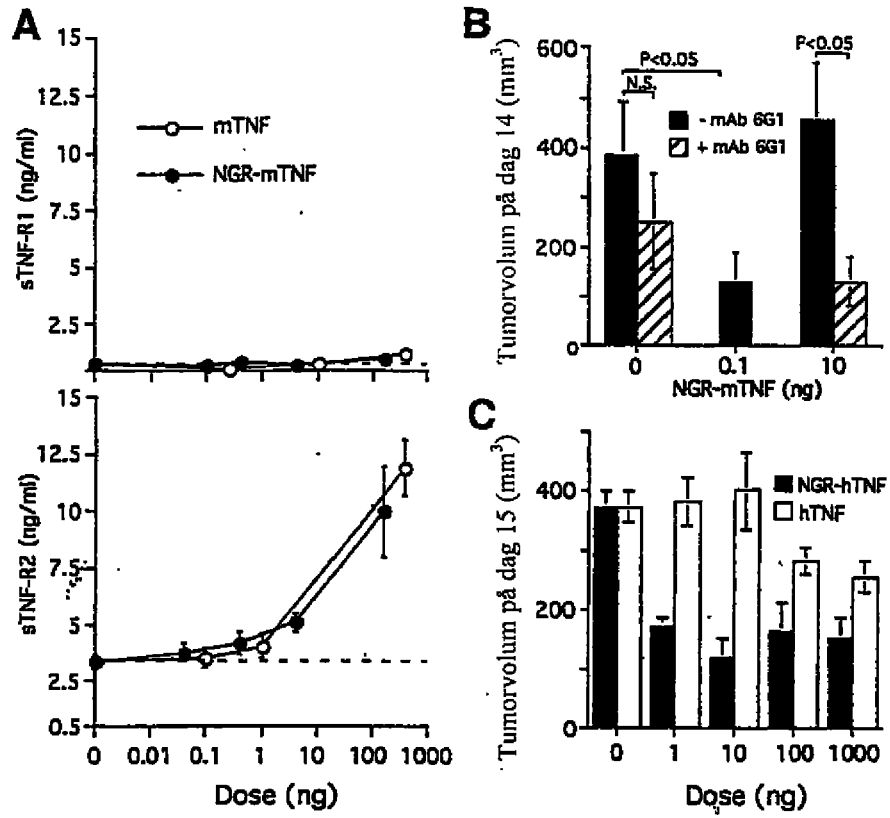 A
15
12.5
10
7.5
5
2.5
sTNF-R1 (ng/ml)
mTNF
NGR-mTNF
15
12.5
10
7.5
5
2.5
0.5
sTNF-R2 (ng/ml)
0 0.01 0.1 1 10 100 1000
Dose (ng)
B
600
400
200
0
Tumorvolum på dag 14 (mm³)
P<0.05
N.S.
P<0.05
- mAb 6G1
+ mAb 6G1
0 0.1 10
NGR-mTNF (ng)
C
400
200
0
Tumorvolum på dag 15 (mm³)
NGR-hTNF
hTNF
0 1 10 100 1000
Dose (ng)